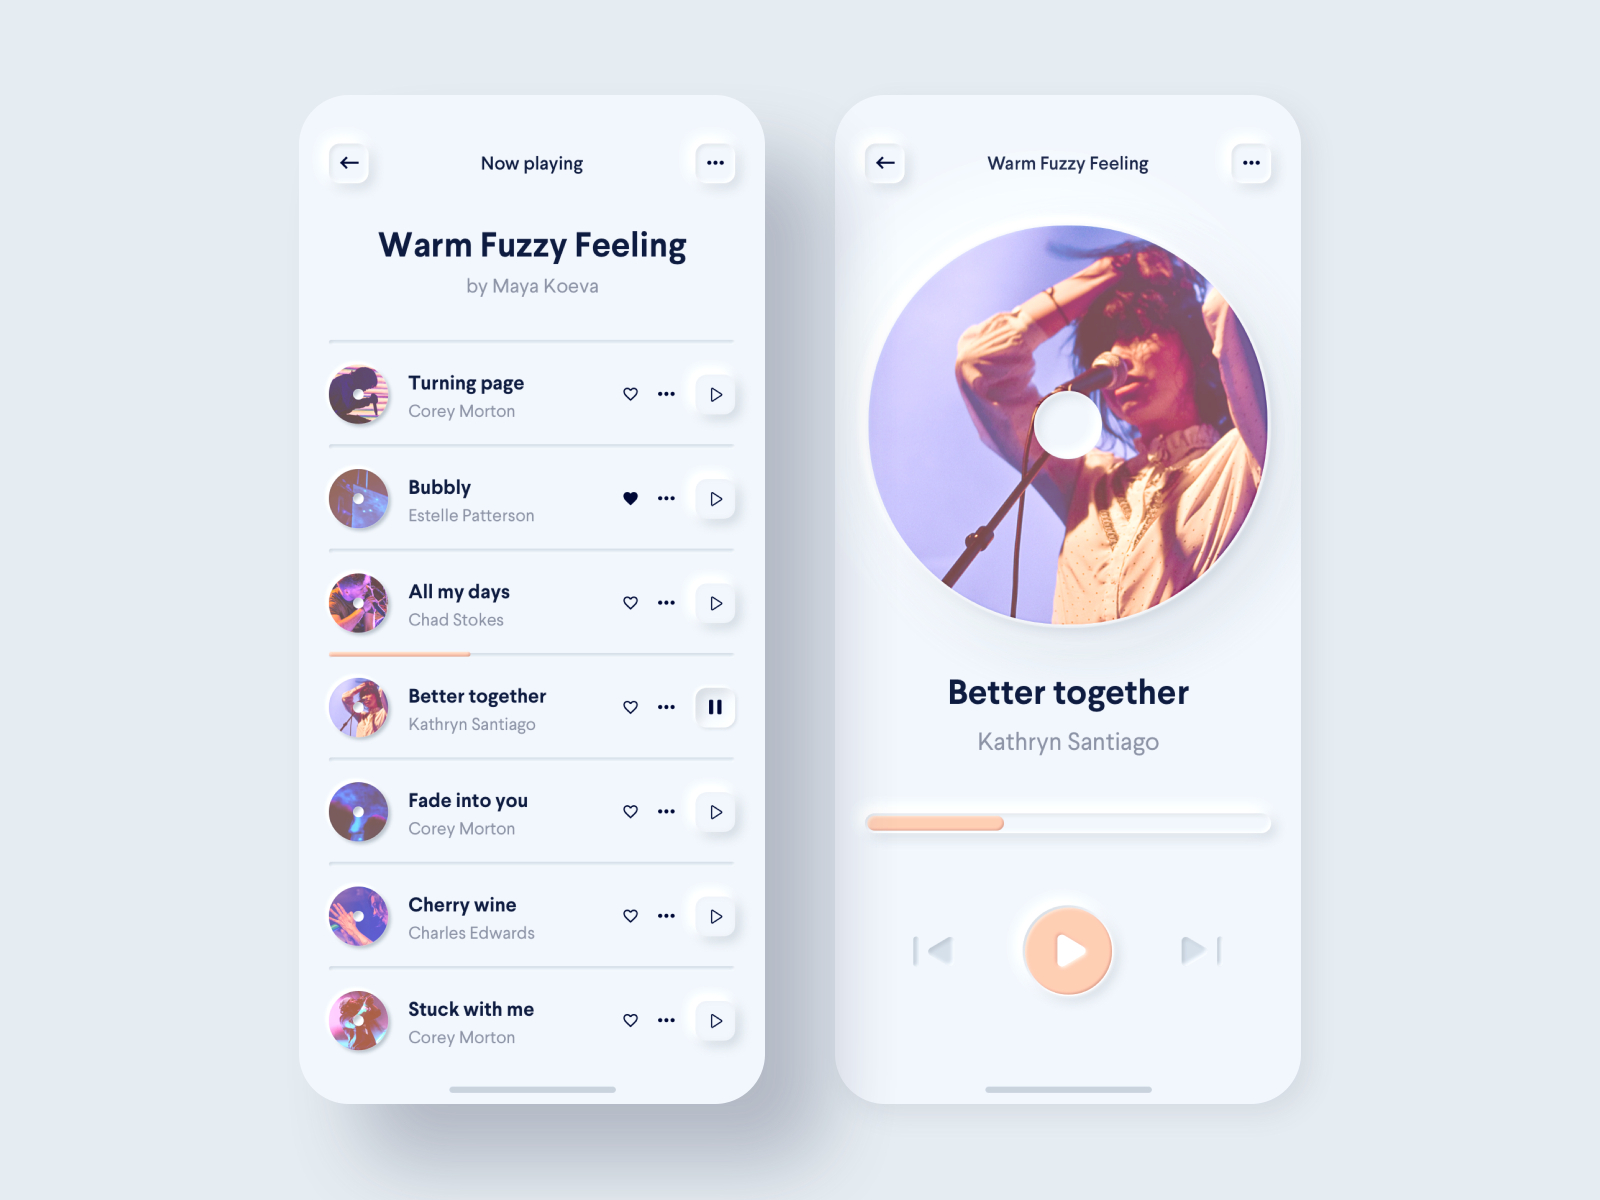 Now playing
Warm Fuzzy Feeling
by Maya Koeva
Turning page
Corey Morton
Bubbly
Estelle Patterson
All my days
Chad Stokes
Better together
Kathryn Santiago
Fade into you
Corey Morton
Cherry wine
Charles Edwards
Stuck with me
Corey Morton
Warm Fuzzy Feeling
Better together
Kathryn Santiago